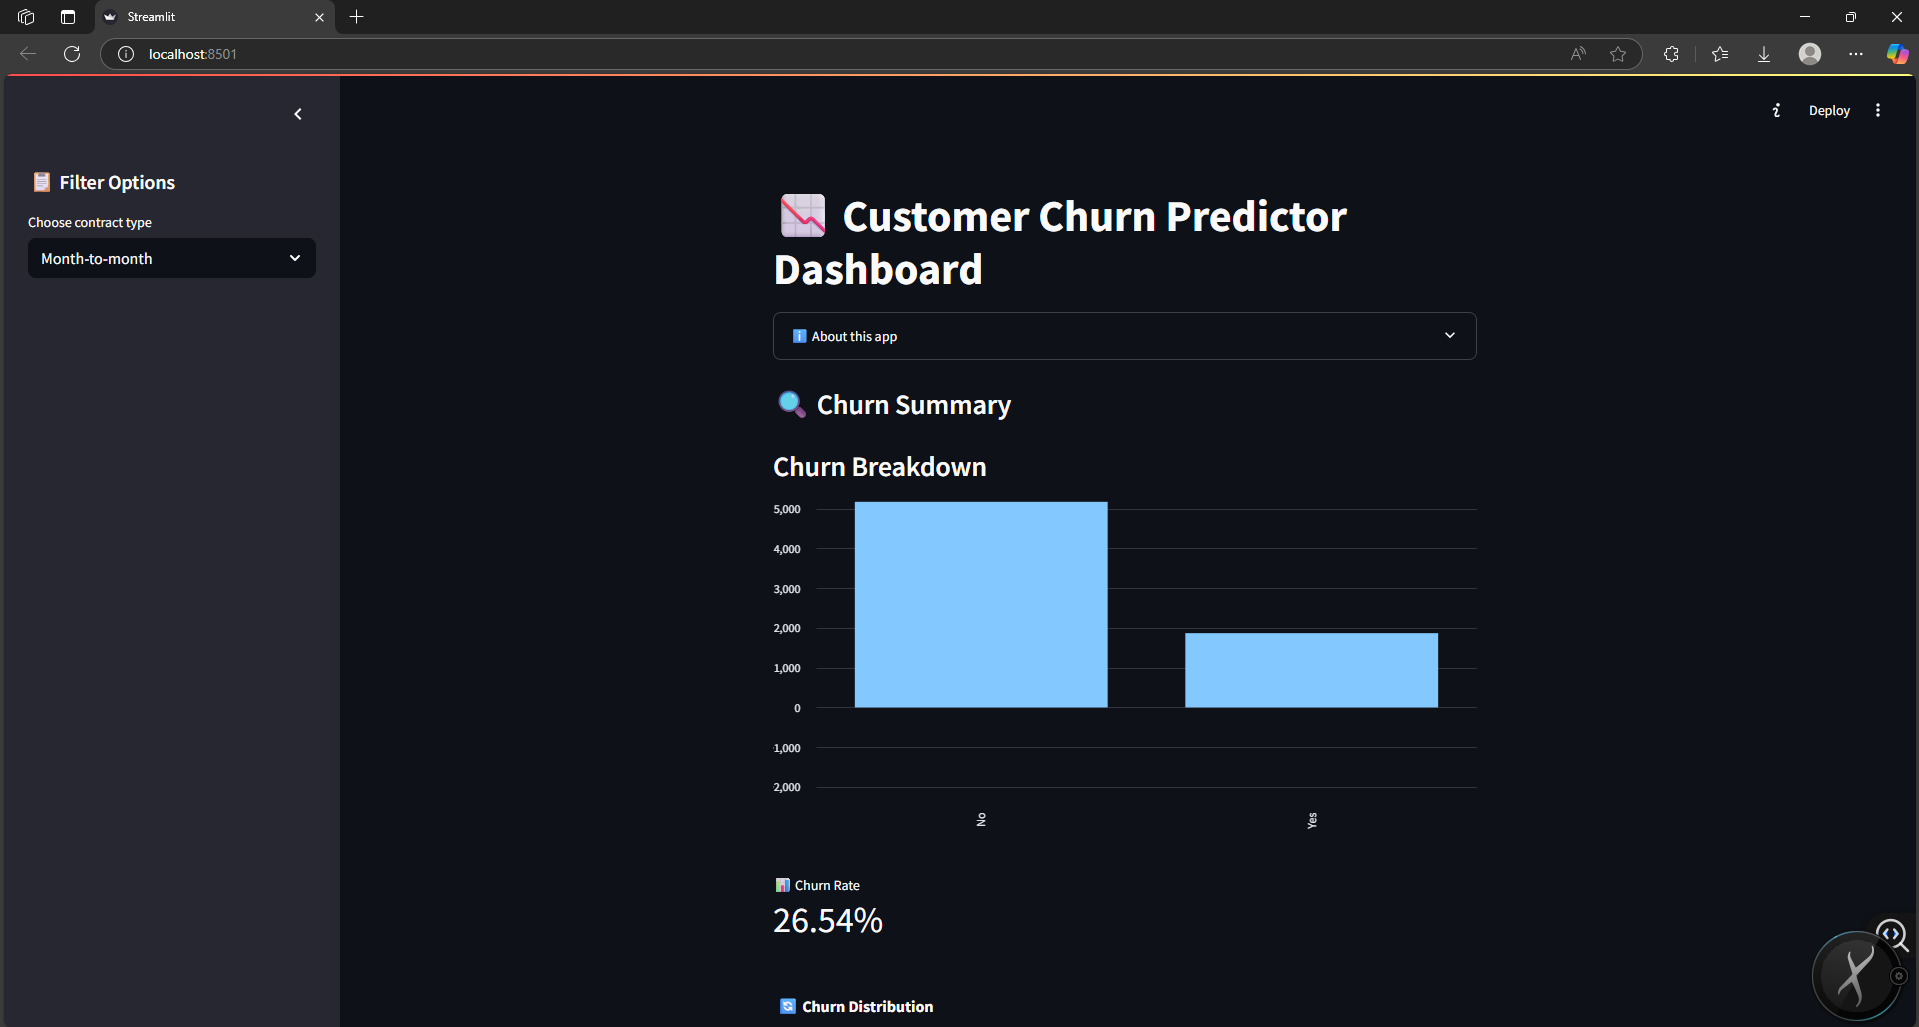 Streamlit
localhost:8501
Deploy
Filter Options
Choose contract type
Month-to-month
Customer Churn Predictor
Dashboard
About this app
Churn Summary
Churn Breakdown
5,000
4,000
3,000
2,000
1,000
0
1,000
2,000
No
Yes
Churn Rate
26.54%
Churn Distribution